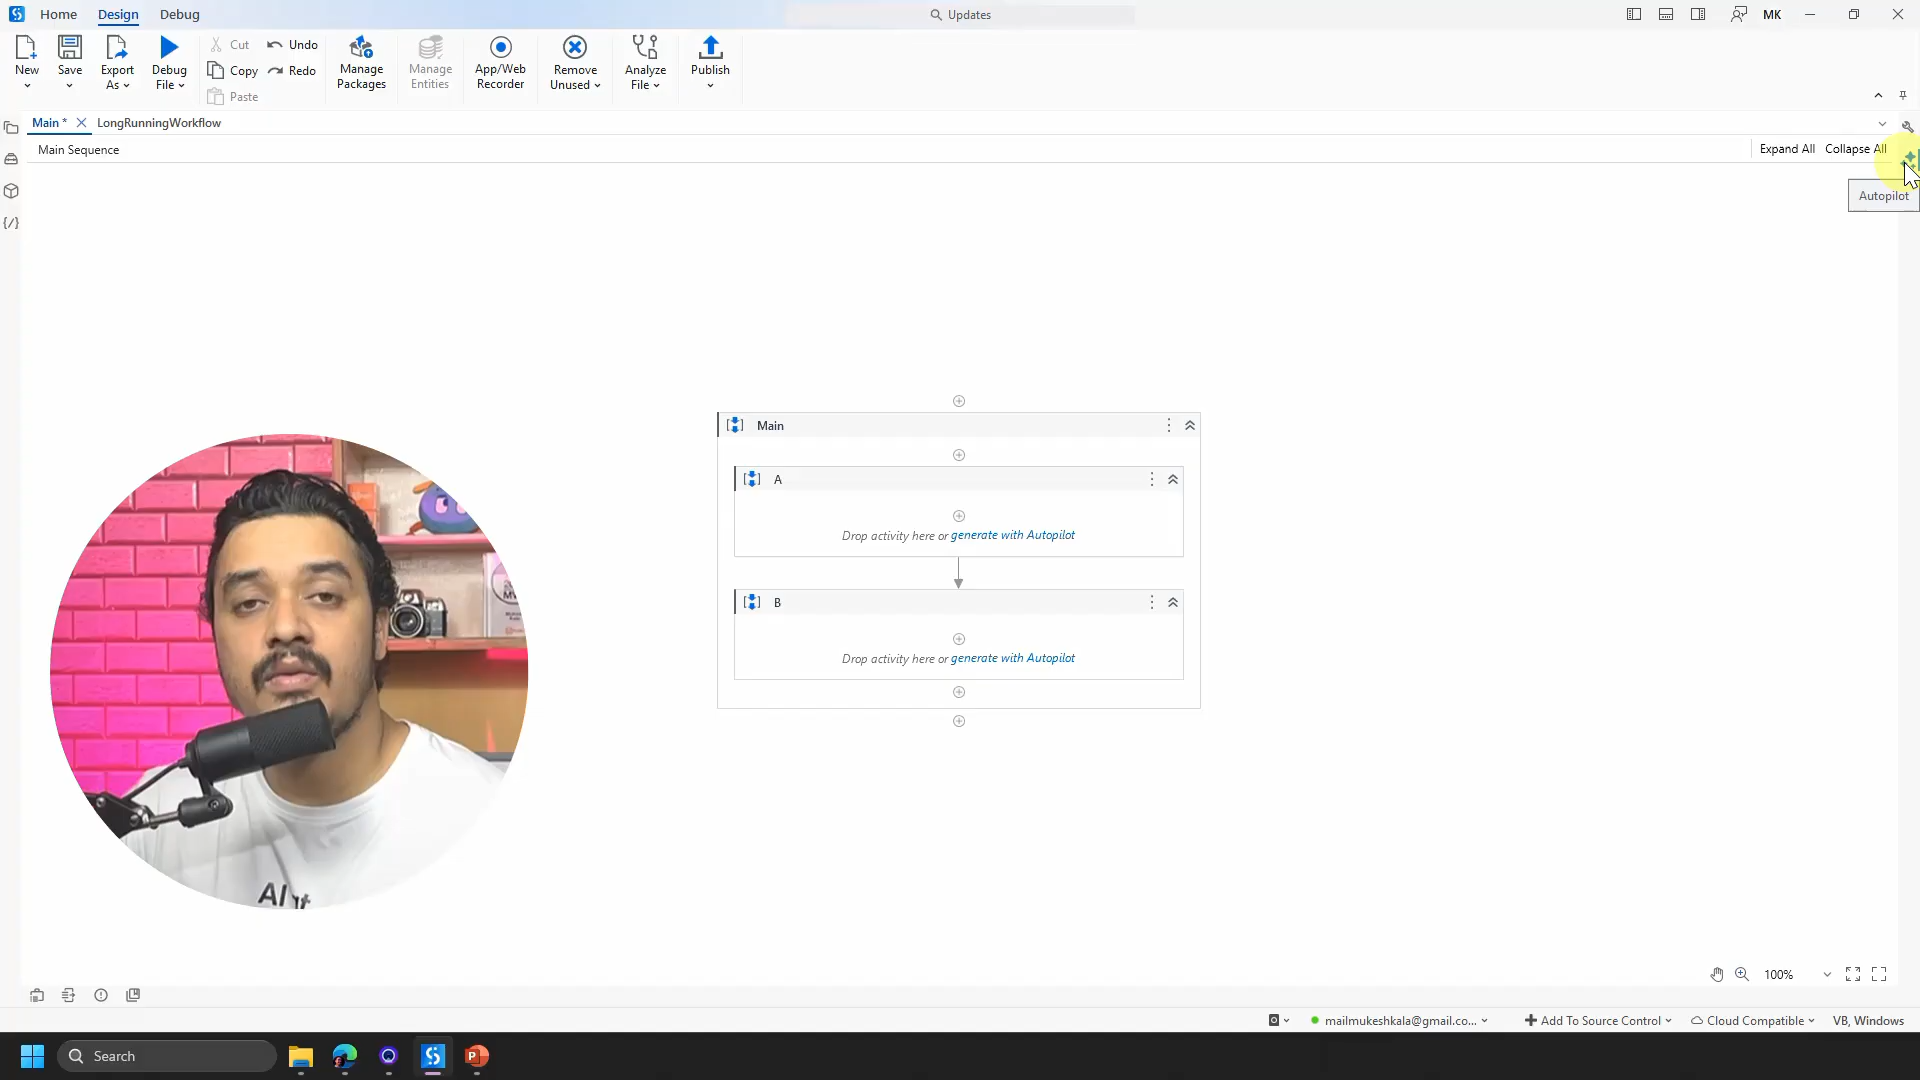 Home Design Debug
Updates
MK
New
Save
Export As
Debug File
Cut
Copy
Paste
Undo
Redo
Manage Packages
Manage Entities
App/Web Recorder
Remove Unused
Analyze File
Publish
Main * LongRunningWorkflow
Main Sequence
Expand All Collapse All
Autopilot
Main
A
Drop activity here or generate with Autopilot
B
Drop activity here or generate with Autopilot
100%
mailmukeshkala@gmail.co... Add To Source Control Cloud Compatible VB, Windows
Search